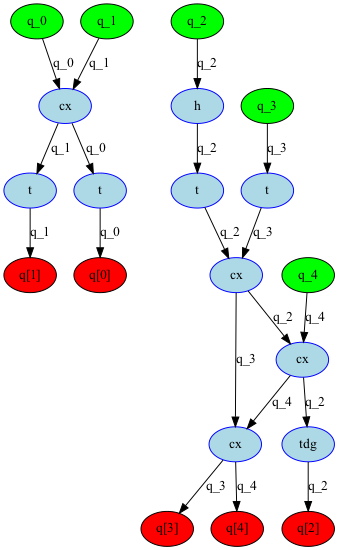 q_0 q_1 q_2
q_0 q_1 q_2
cx h q_3
q_1 q_0 q_2 q_3
t t t t
q_1 q_0 q_2 q_3
q[1] q[0] cx q_4
q_2 q_4
q_3 cx
q_4 q_2
cx tdg
q_3 q_4 q_2
q[3] q[4] q[2]